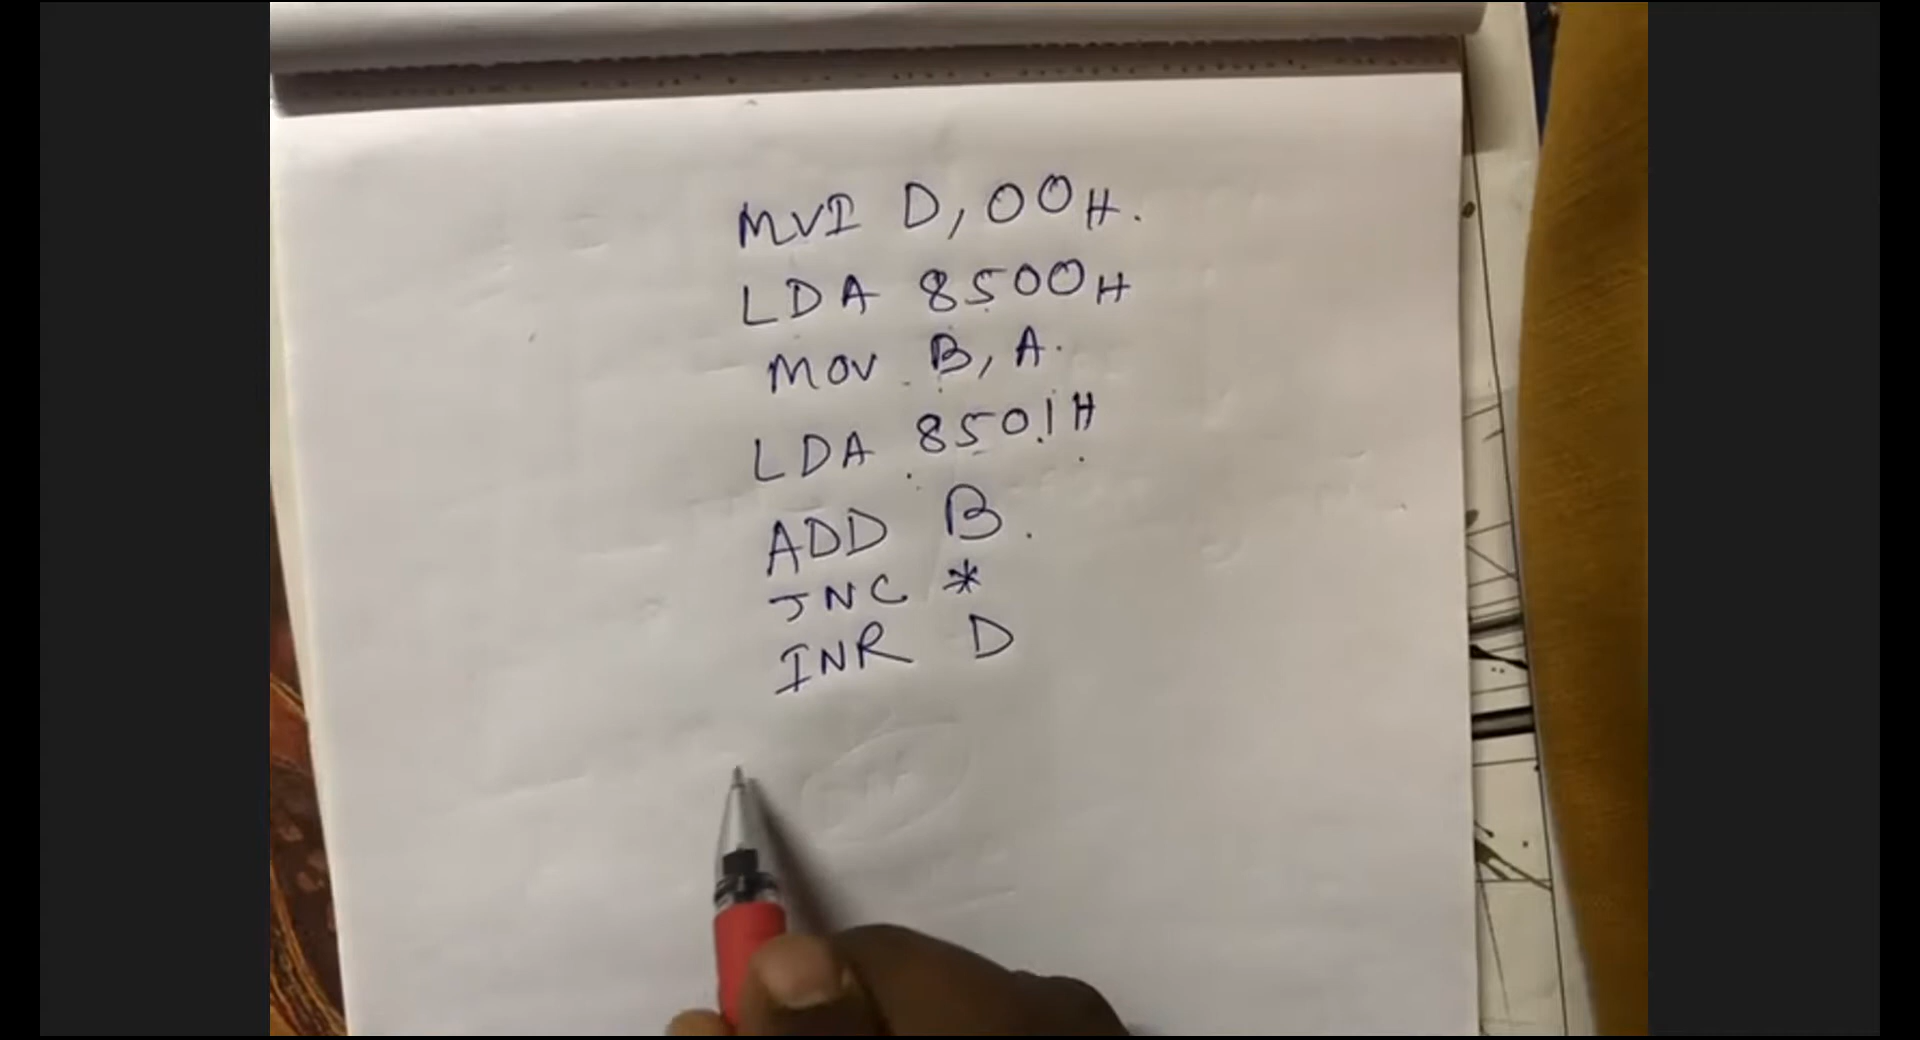 MVI D, 00H.
LDA 8500H
MOV B, A.
LDA 8501H
ADD B.
JNC *
INR D